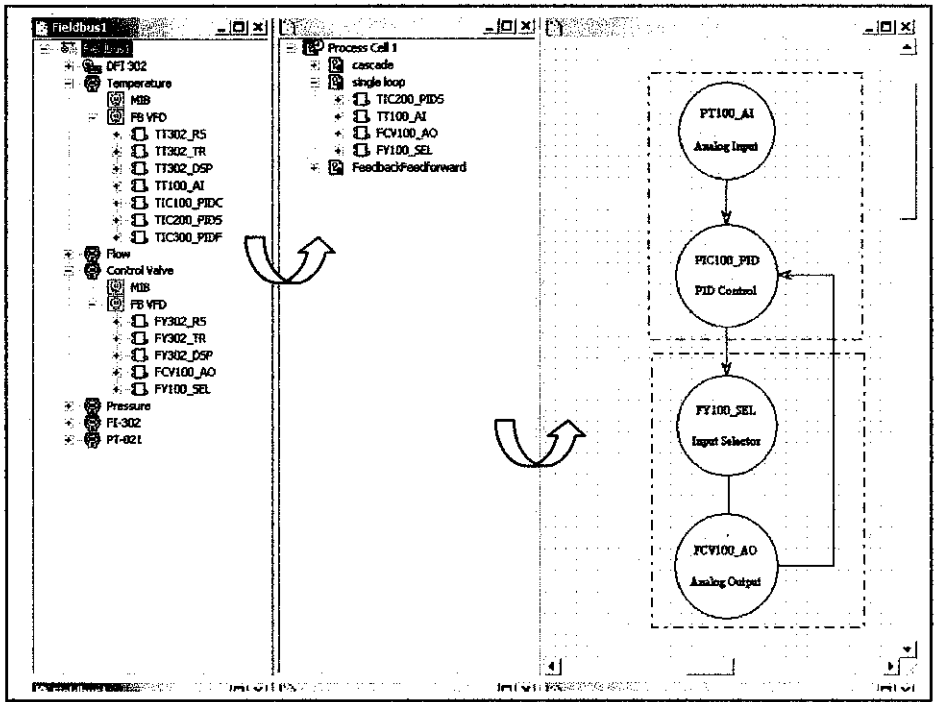 Fieldbus1
Fieldbus1
DFI 302
Temperature
MIB
FB VFD
TT302_RS
TT302_TR
TT302_DSP
TT100_AI
TIC100_PIDC
TIC200_PIDS
TIC300_PIDF
Flow
Control Valve
MIB
FB VFD
FY302_RS
FY302_TR
FY302_DSP
FCV100_AO
FY100_SEL
Pressure
FI-302
PT-021
Process Cell 1
cascade
single loop
TIC200_PIDS
TT100_AI
FCV100_AO
FY100_SEL
FeedbackFeedforward
PT100_AI
Analog Input
PIC100_PID
PID Control
FY100_SEL
Input Selector
FCV100_AO
Analog Output